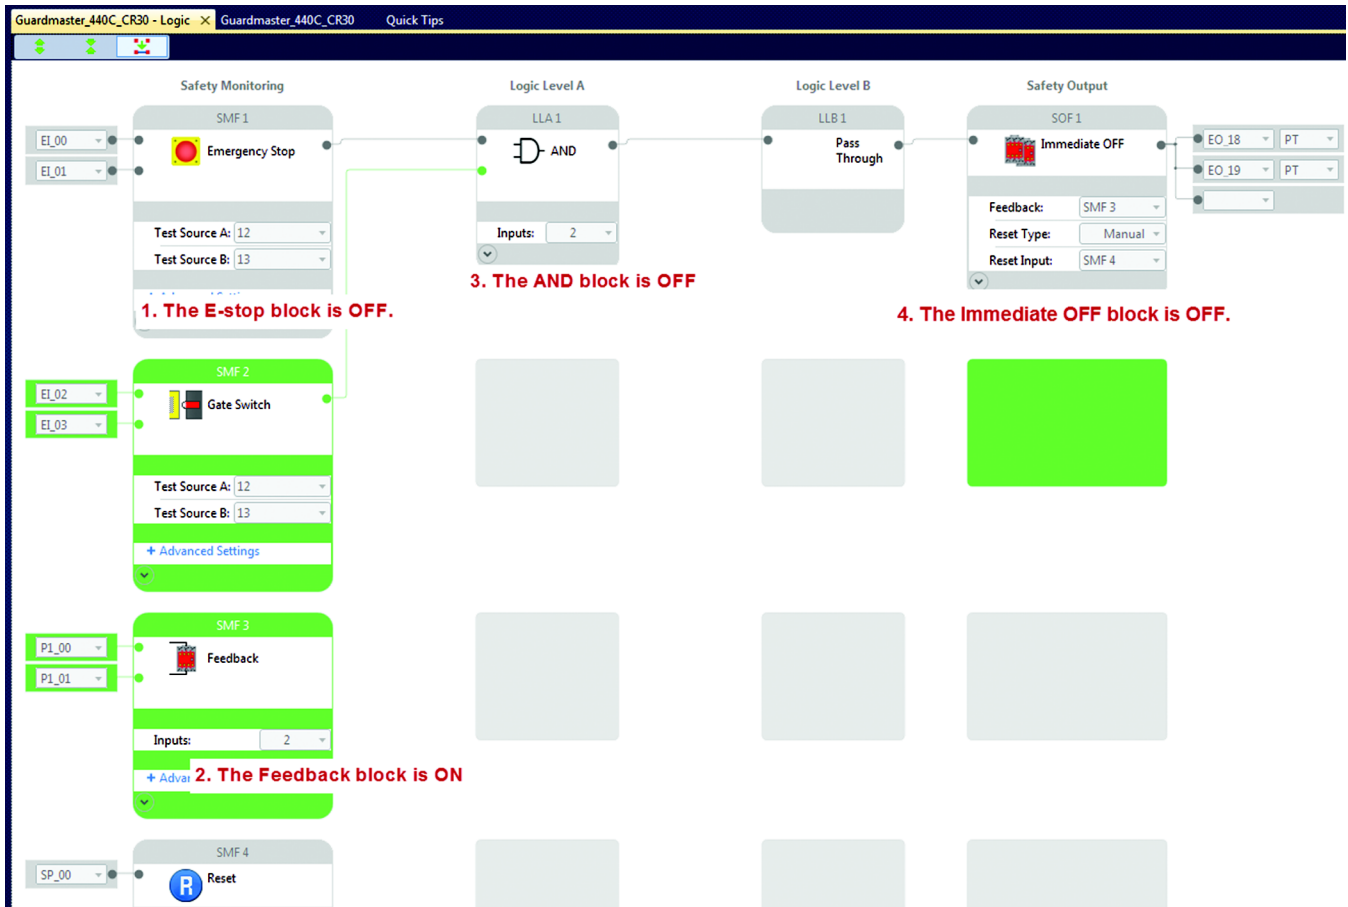 Guardmaster_440C_CR30 - Logic × Guardmaster_440C_CR30 Quick Tips
Safety Monitoring Logic Level A Logic Level B Safety Output
SMF 1 LLA 1 LLB 1 SOF 1
EI_00
EI_01
Emergency Stop
AND
Pass
Through
Immediate OFF
EO_18 PT
EO_19 PT
Test Source A: 12
Test Source B: 13
Inputs: 2
Feedback: SMF 3
Reset Type: Manual
Reset Input: SMF 4
3. The AND block is OFF
1. The E-stop block is OFF.
4. The Immediate OFF block is OFF.
SMF 2
EI_02
EI_03
Gate Switch
Test Source A: 12
Test Source B: 13
+ Advanced Settings
SMF 3
P1_00
P1_01
Feedback
Inputs: 2
+ Advar
2. The Feedback block is ON
SMF 4
SP_00
R Reset